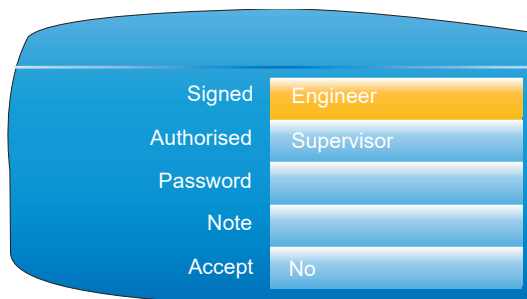 Signed Engineer
Authorised Supervisor
Password
Note
Accept No